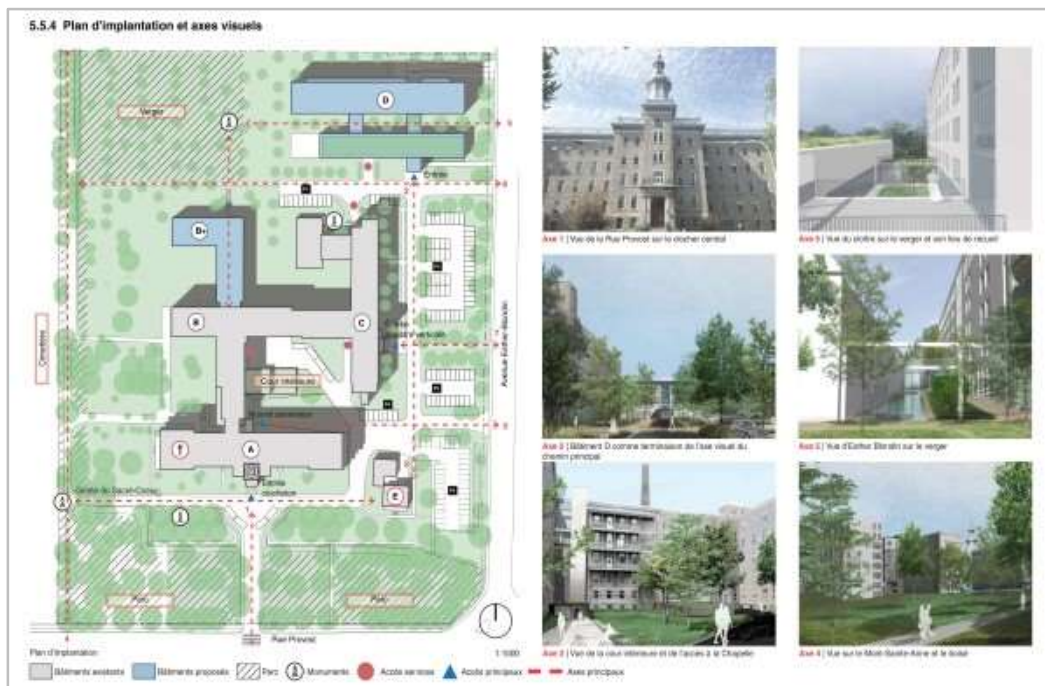 5.5.4 Plan d'implantation et axes visuels
Verger
D
Entrée
B+
Cimetière
B
C
Avenue Esther-Blondin
Cour intérieure
A
Entrée
E
Parc
Parc
Rue Provost
Plan d'implantation
1:1000
Bâtiments existants
Bâtiments proposés
Parc
Monuments
Accès services
Accès principaux
Axes principaux
Axe 1 | Vue de la Rue Provost sur le clocher central
Axe 5 | Vue du cloître sur le verger et son lieu de recueil
Axe 2 | Bâtiment D comme terminaison de l'axe visuel du
chemin principal
Vue d'Esther Blondin sur le verger
Axe 3 | Vue de la cour intérieure et de l'accès à la Chapelle
Axe 4 | Vue sur le Mont-Sainte-Anne et le boisé